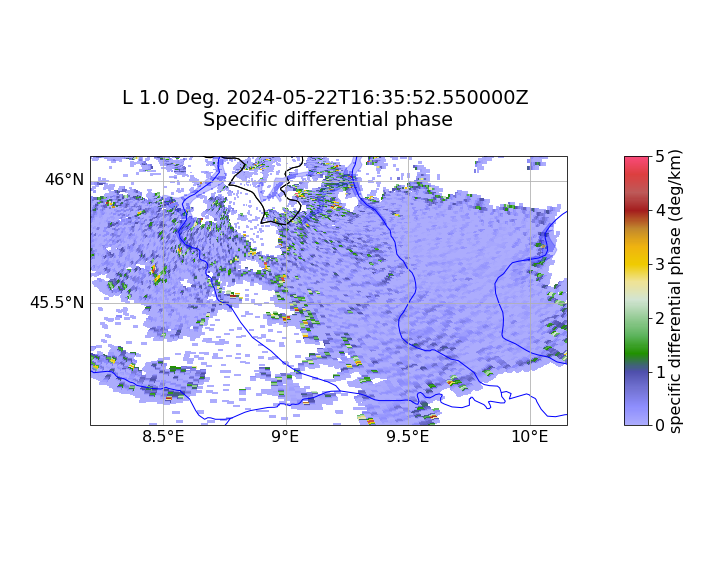 L 1.0 Deg. 2024-05-22T16:35:52.550000Z
Specific differential phase
46°N
45.5°N
8.5°E
9°E
9.5°E
10°E
5
4
3
2
1
0
specific differential phase (deg/km)